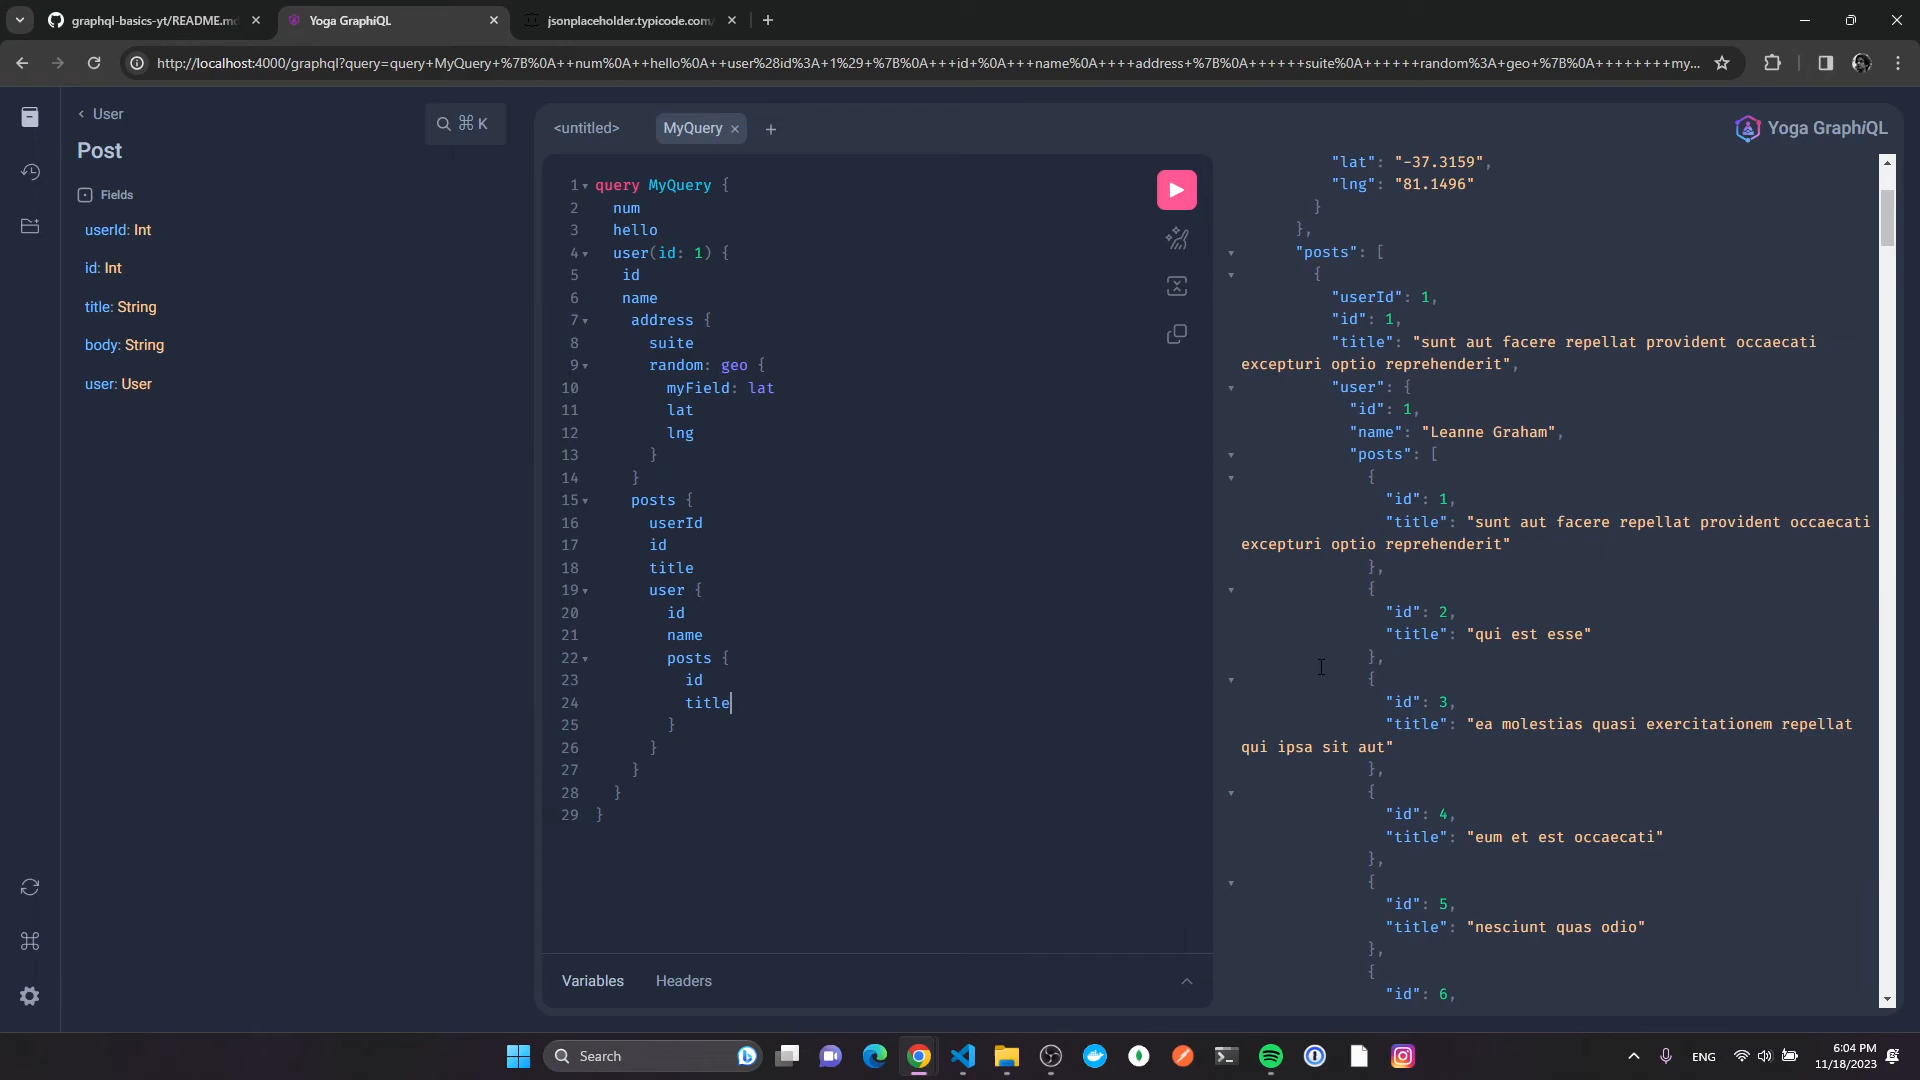 graphql-basics-yt/README.md
Yoga GraphiQL
jsonplaceholder.typicode.com/
http://localhost:4000/graphql?query=query+MyQuery+%7B%0A++num%0A++hello%0A++user%28id%3A+1%29+%7B%0A+++id+%0A+++name%0A++++address+%7B%0A++++++suite%0A++++++random%3A+geo+%7B%0A++++++++my...
User
⌘ K
Post
Fields
userId: Int
id: Int
title: String
body: String
user: User
<untitled>
MyQuery
Yoga GraphiQL
1 query MyQuery {
2 num
3 hello
4 user(id: 1) {
5 id
6 name
7 address {
8 suite
9 random: geo {
10 myField: lat
11 lat
12 lng
13 }
14 }
15 posts {
16 userId
17 id
18 title
19 user {
20 id
21 name
22 posts {
23 id
24 title
25 }
26 }
27 }
28 }
29 }
Variables
Headers
"lat": "-37.3159",
"lng": "81.1496"
}
},
"posts": [
{
"userId": 1,
"id": 1,
"title": "sunt aut facere repellat provident occaecati
excepturi optio reprehenderit",
"user": {
"id": 1,
"name": "Leanne Graham",
"posts": [
{
"id": 1,
"title": "sunt aut facere repellat provident occaecati
excepturi optio reprehenderit"
},
{
"id": 2,
"title": "qui est esse"
},
{
"id": 3,
"title": "ea molestias quasi exercitationem repellat
qui ipsa sit aut"
},
{
"id": 4,
"title": "eum et est occaecati"
},
{
"id": 5,
"title": "nesciunt quas odio"
},
{
"id": 6,
Search
ENG
6:04 PM
11/18/2023